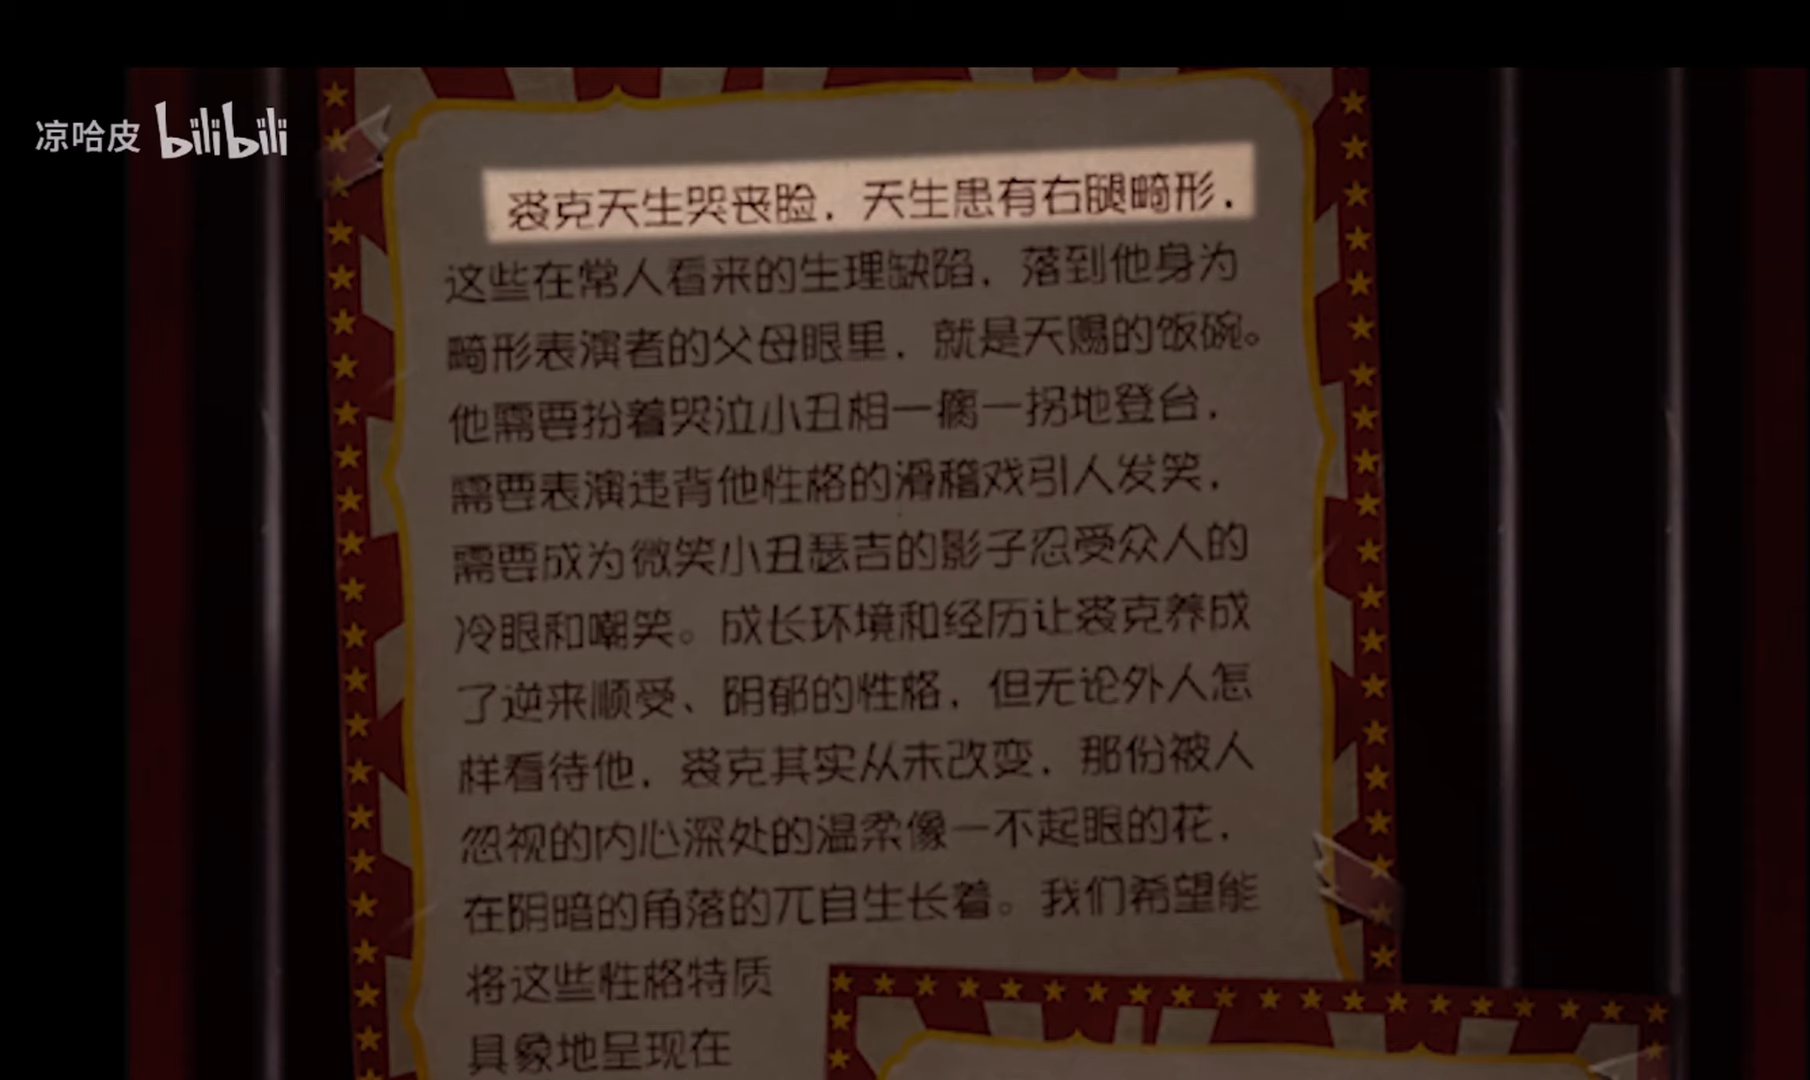 凉哈皮 bilibili
裘克天生哭丧脸，天生患有右腿畸形，
这些在常人看来的生理缺陷，落到他身为
畸形表演者的父母眼里，就是天赐的饭碗。
他需要扮着哭泣小丑相一瘸一拐地登台，
需要表演违背他性格的滑稽戏引人发笑，
需要成为微笑小丑瑟吉的影子忍受众人的
冷眼和嘲笑。成长环境和经历让裘克养成
了逆来顺受、阴郁的性格，但无论外人怎
样看待他，裘克其实从未改变，那份被人
忽视的内心深处的温柔像一不起眼的花，
在阴暗的角落的兀自生长着。我们希望能
将这些性格特质
具象地呈现在